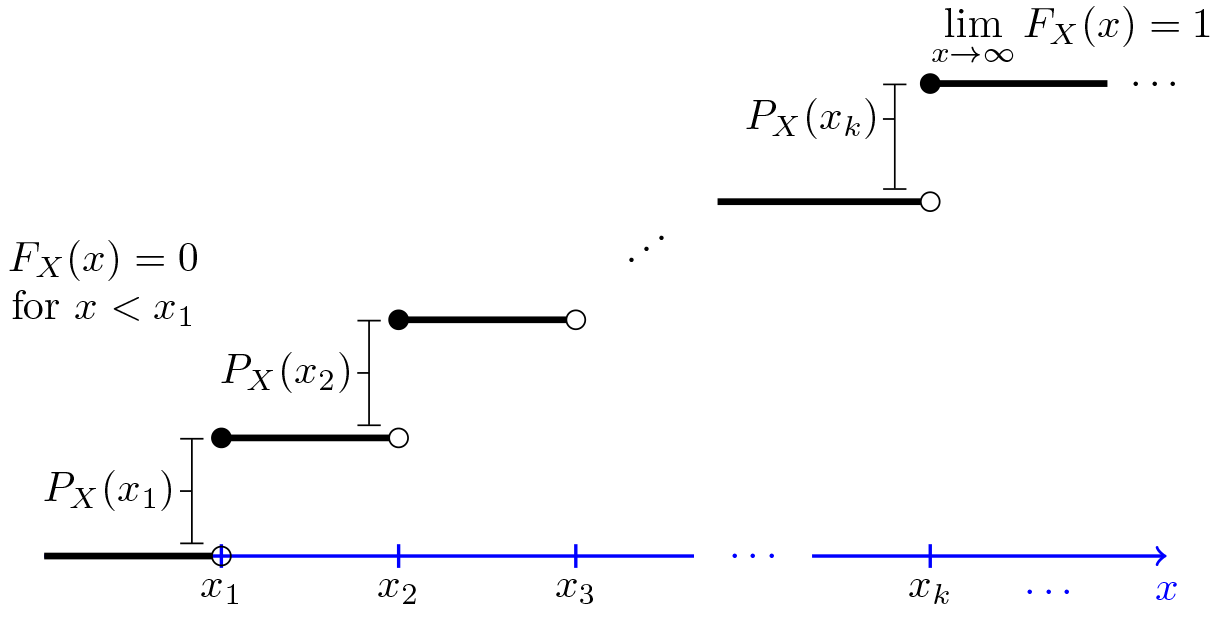 lim F_X(x) = 1
x→∞
P_X(x_k)
...
F_X(x) = 0
for x < x_1
P_X(x_2)
P_X(x_1)
x_1 x_2 x_3 ... x_k ... x